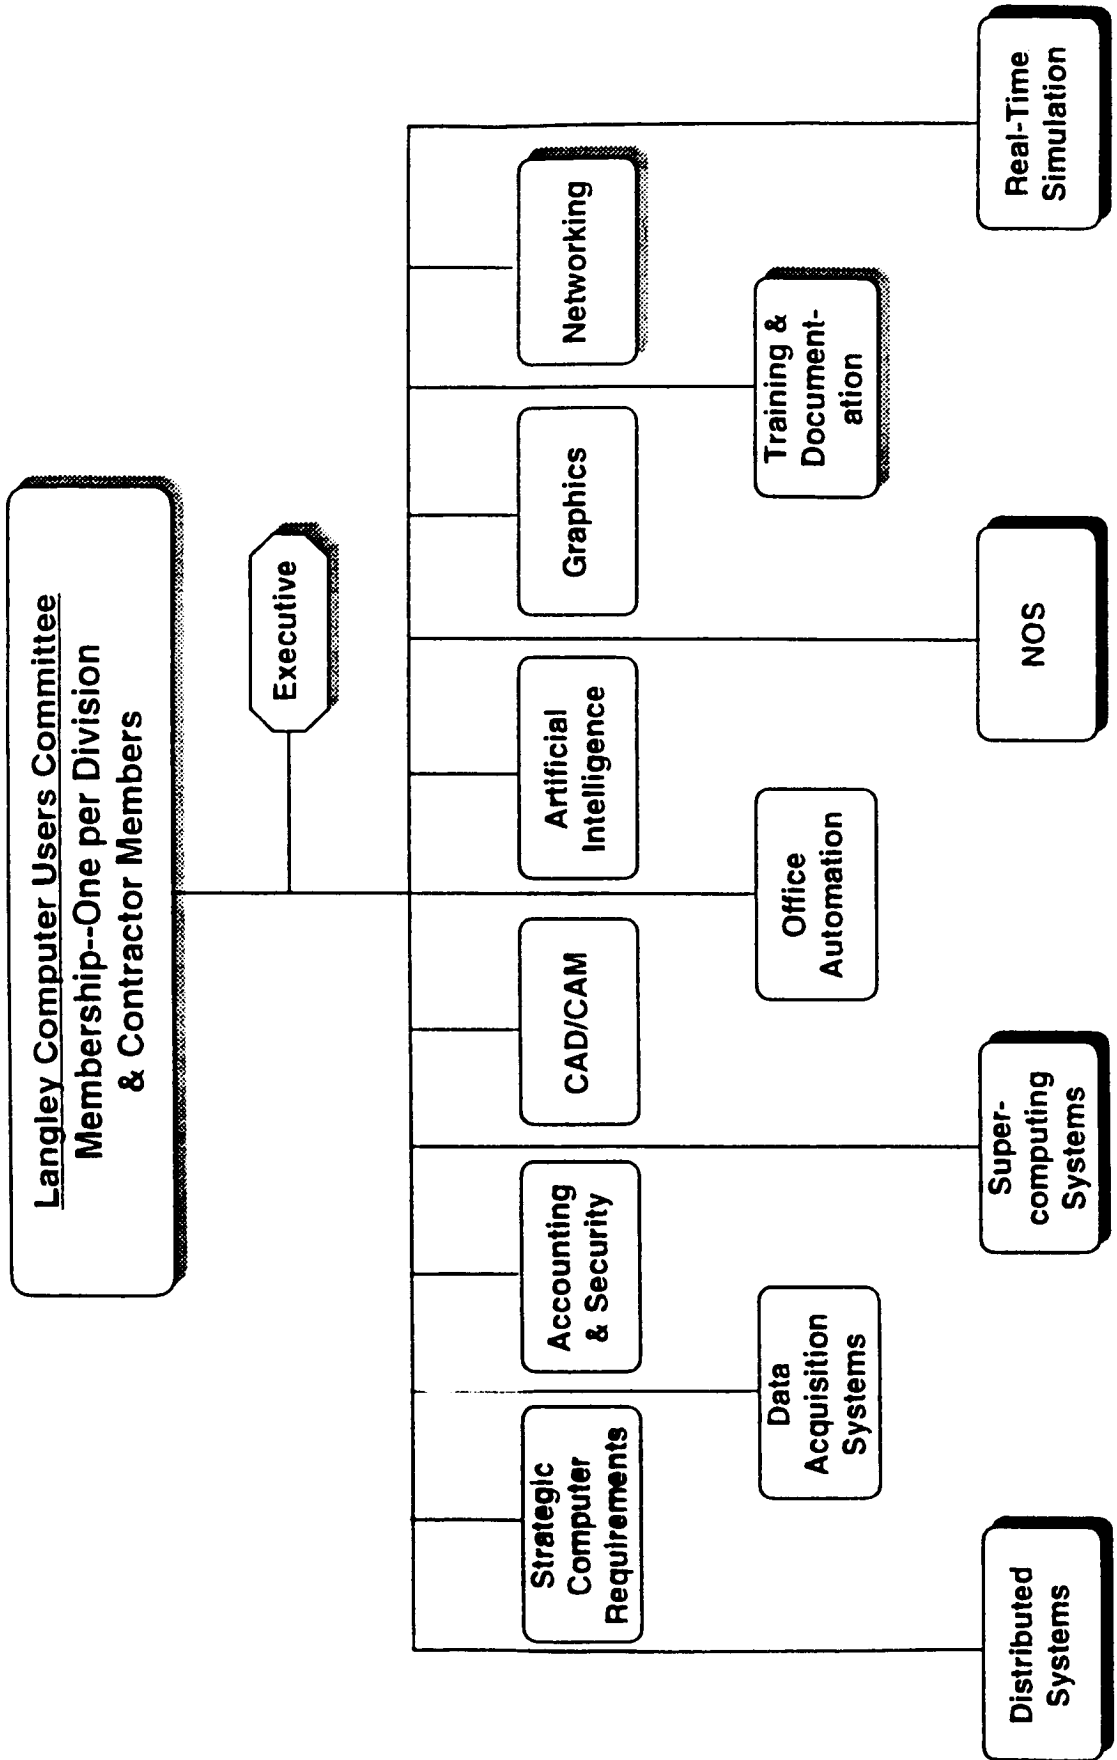 Langley Computer Users Committee
Membership--One per Division
& Contractor Members
Executive
Strategic
Computer
Requirements
Accounting
& Security
CAD/CAM
Artificial
Intelligence
Graphics
Networking
Data
Acquisition
Systems
Office
Automation
Training &
Document-
ation
Distributed
Systems
Super-
computing
Systems
NOS
Real-Time
Simulation